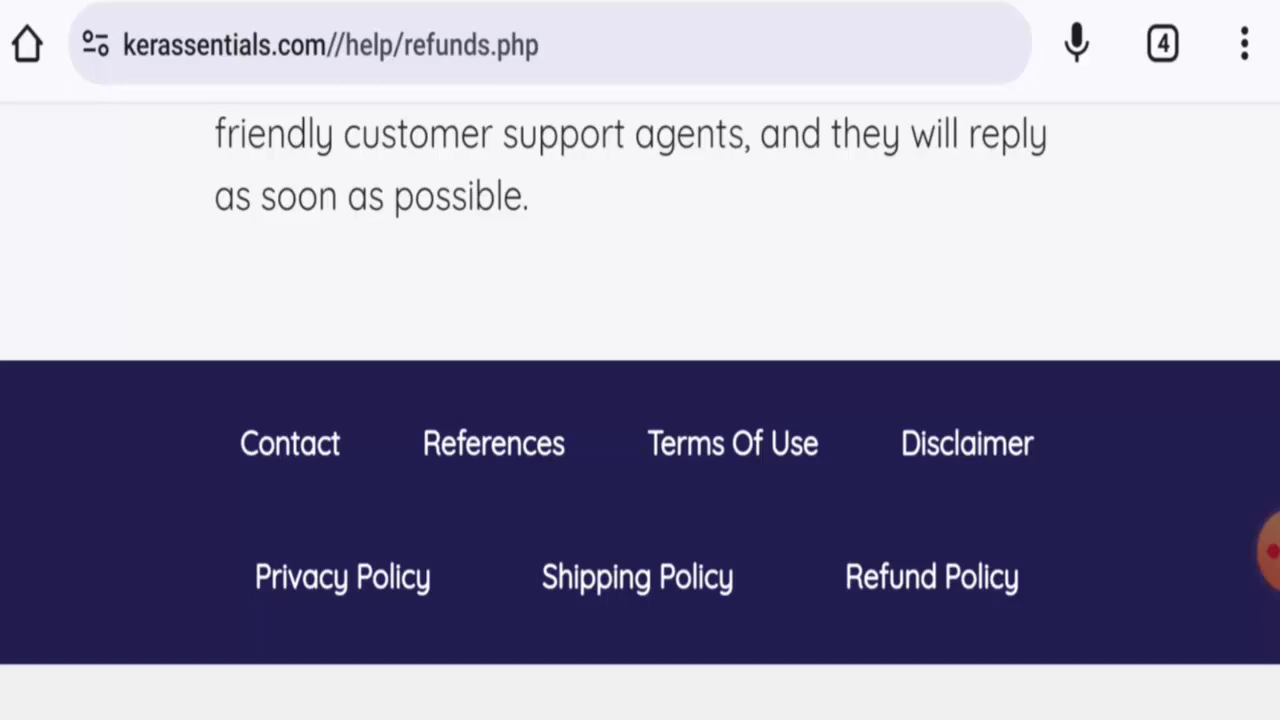 kerassentials.com//help/refunds.php
4
friendly customer support agents, and they will reply
as soon as possible.
Contact References Terms Of Use Disclaimer
Privacy Policy Shipping Policy Refund Policy